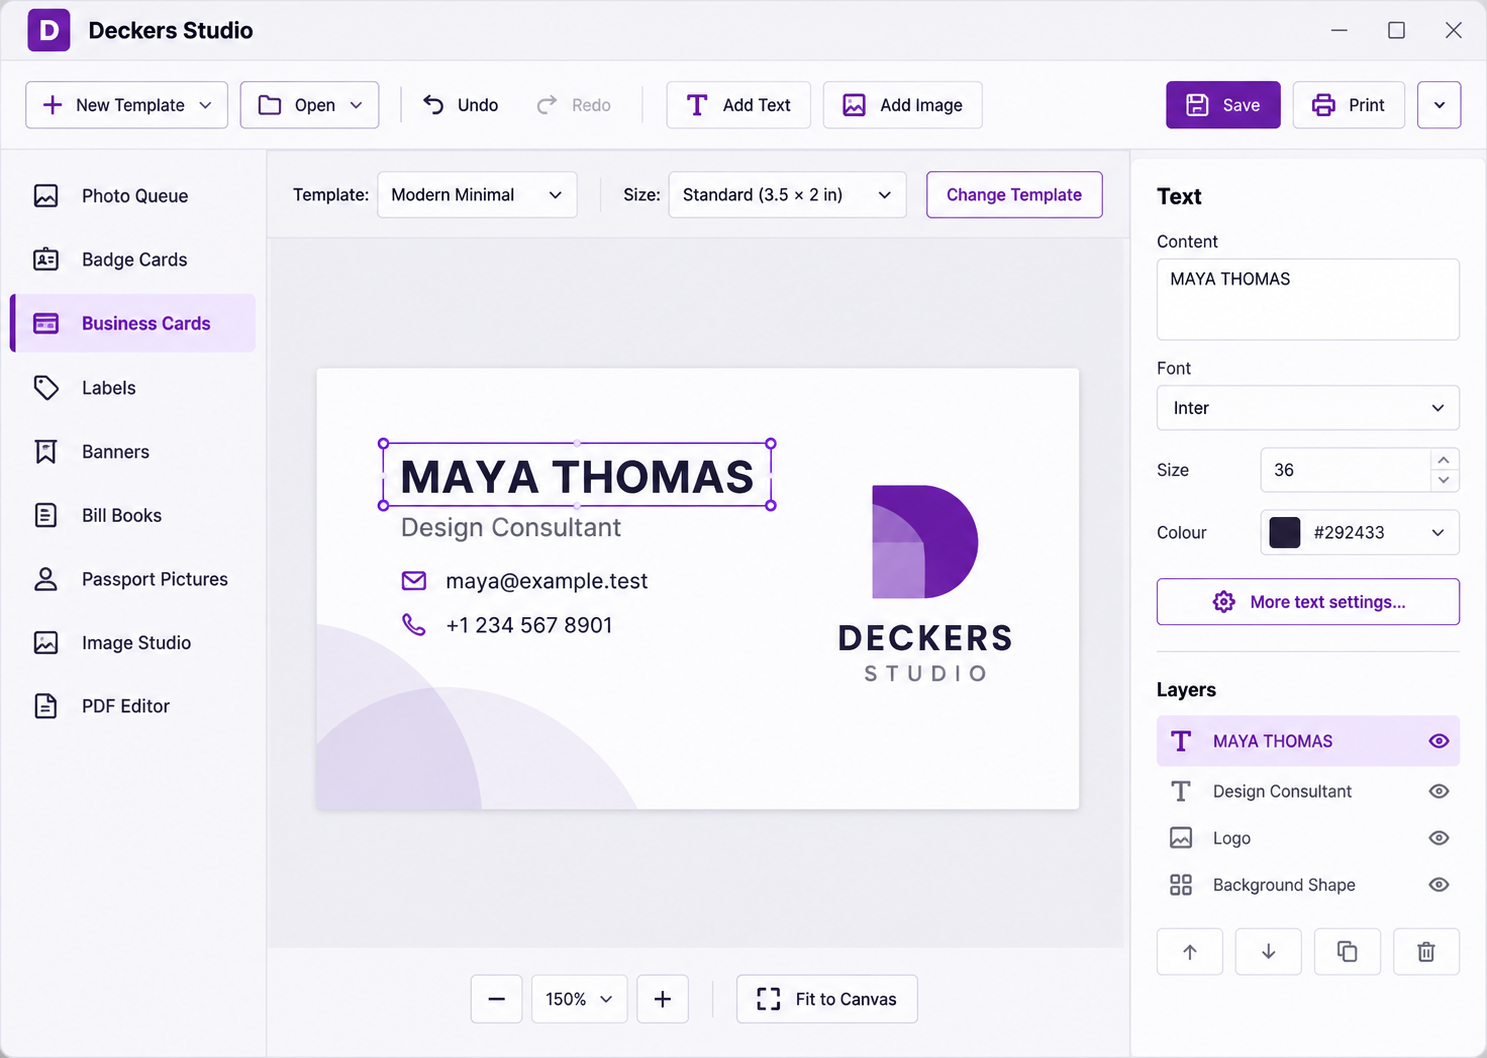 D Deckers Studio
New Template
Open
Undo
Redo
Add Text
Add Image
Save
Print
Photo Queue
Badge Cards
Business Cards
Labels
Banners
Bill Books
Passport Pictures
Image Studio
PDF Editor
Template: Modern Minimal
Size: Standard (3.5 × 2 in)
Change Template
MAYA THOMAS
Design Consultant
maya@example.test
+1 234 567 8901
DECKERS
STUDIO
150%
Fit to Canvas
Text
Content
MAYA THOMAS
Font
Inter
Size 36
Colour #292433
More text settings...
Layers
MAYA THOMAS
Design Consultant
Logo
Background Shape